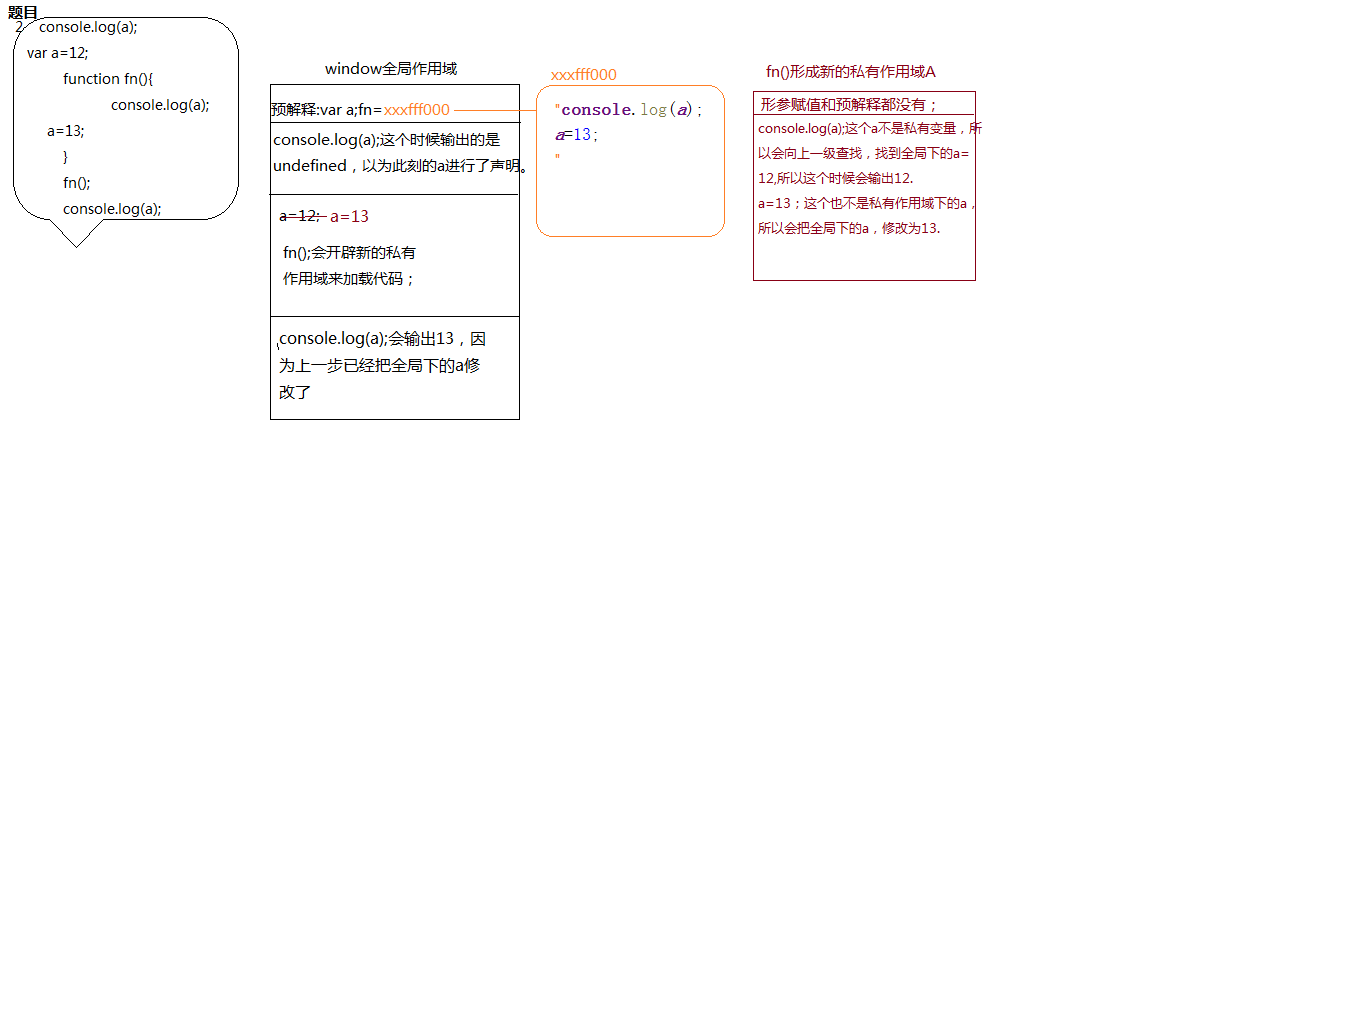 题目
2 console.log(a);
var a=12;
function fn(){
console.log(a);
a=13;
}
fn();
console.log(a);
window全局作用域
预解释:var a;fn=xxxfff000
console.log(a);这个时候输出的是
undefined，以为此刻的a进行了声明。
a=12; a=13
fn();会开辟新的私有
作用域来加载代码；
console.log(a);会输出13，因
为上一步已经把全局下的a修
改了
xxxfff000
"console.log(a);
a=13;
"
fn()形成新的私有作用域A
形参赋值和预解释都没有；
console.log(a);这个a不是私有变量，所
以会向上一级查找，找到全局下的a=
12,所以这个时候会输出12.
a=13；这个也不是私有作用域下的a，
所以会把全局下的a，修改为13.